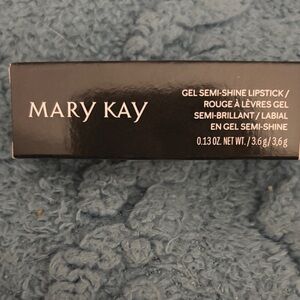 MARY KAY
GEL SEMI-SHINE LIPSTICK /
ROUGE À LÈVRES GEL
SEMI-BRILLANT / LABIAL
EN GEL SEMI-SHINE
0.13 OZ. NET WT. / 3.6 g / 3,6 g